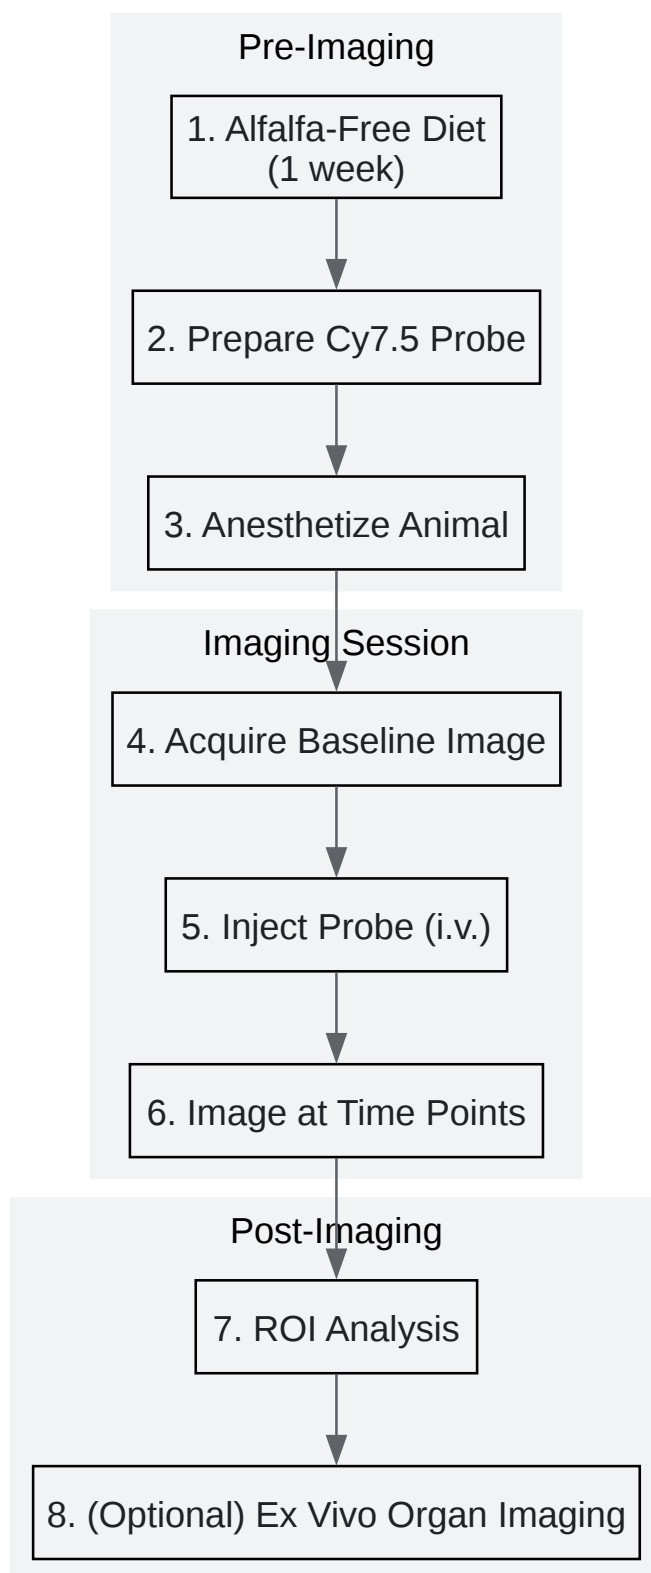 Pre-Imaging
1. Alfalfa-Free Diet
(1 week)
2. Prepare Cy7.5 Probe
3. Anesthetize Animal
Imaging Session
4. Acquire Baseline Image
5. Inject Probe (i.v.)
6. Image at Time Points
Post-Imaging
7. ROI Analysis
8. (Optional) Ex Vivo Organ Imaging